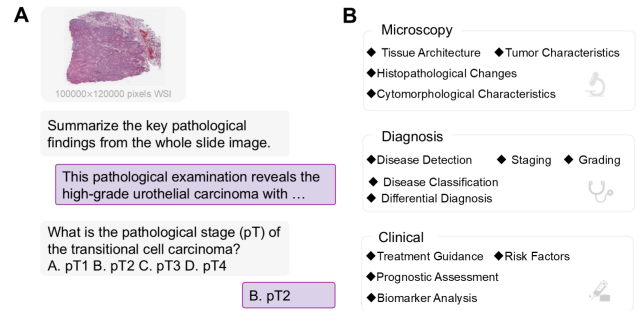 A
100000×120000 pixels WSI
Summarize the key pathological
findings from the whole slide image.
This pathological examination reveals the
high-grade urothelial carcinoma with …
What is the pathological stage (pT) of
the transitional cell carcinoma?
A. pT1 B. pT2 C. pT3 D. pT4
B. pT2
B
Microscopy
◆ Tissue Architecture ◆Tumor Characteristics
◆Histopathological Changes
◆Cytomorphological Characteristics
Diagnosis
◆Disease Detection ◆ Staging ◆ Grading
◆ Disease Classification
◆ Differential Diagnosis
Clinical
◆Treatment Guidance ◆Risk Factors
◆Prognostic Assessment
◆Biomarker Analysis